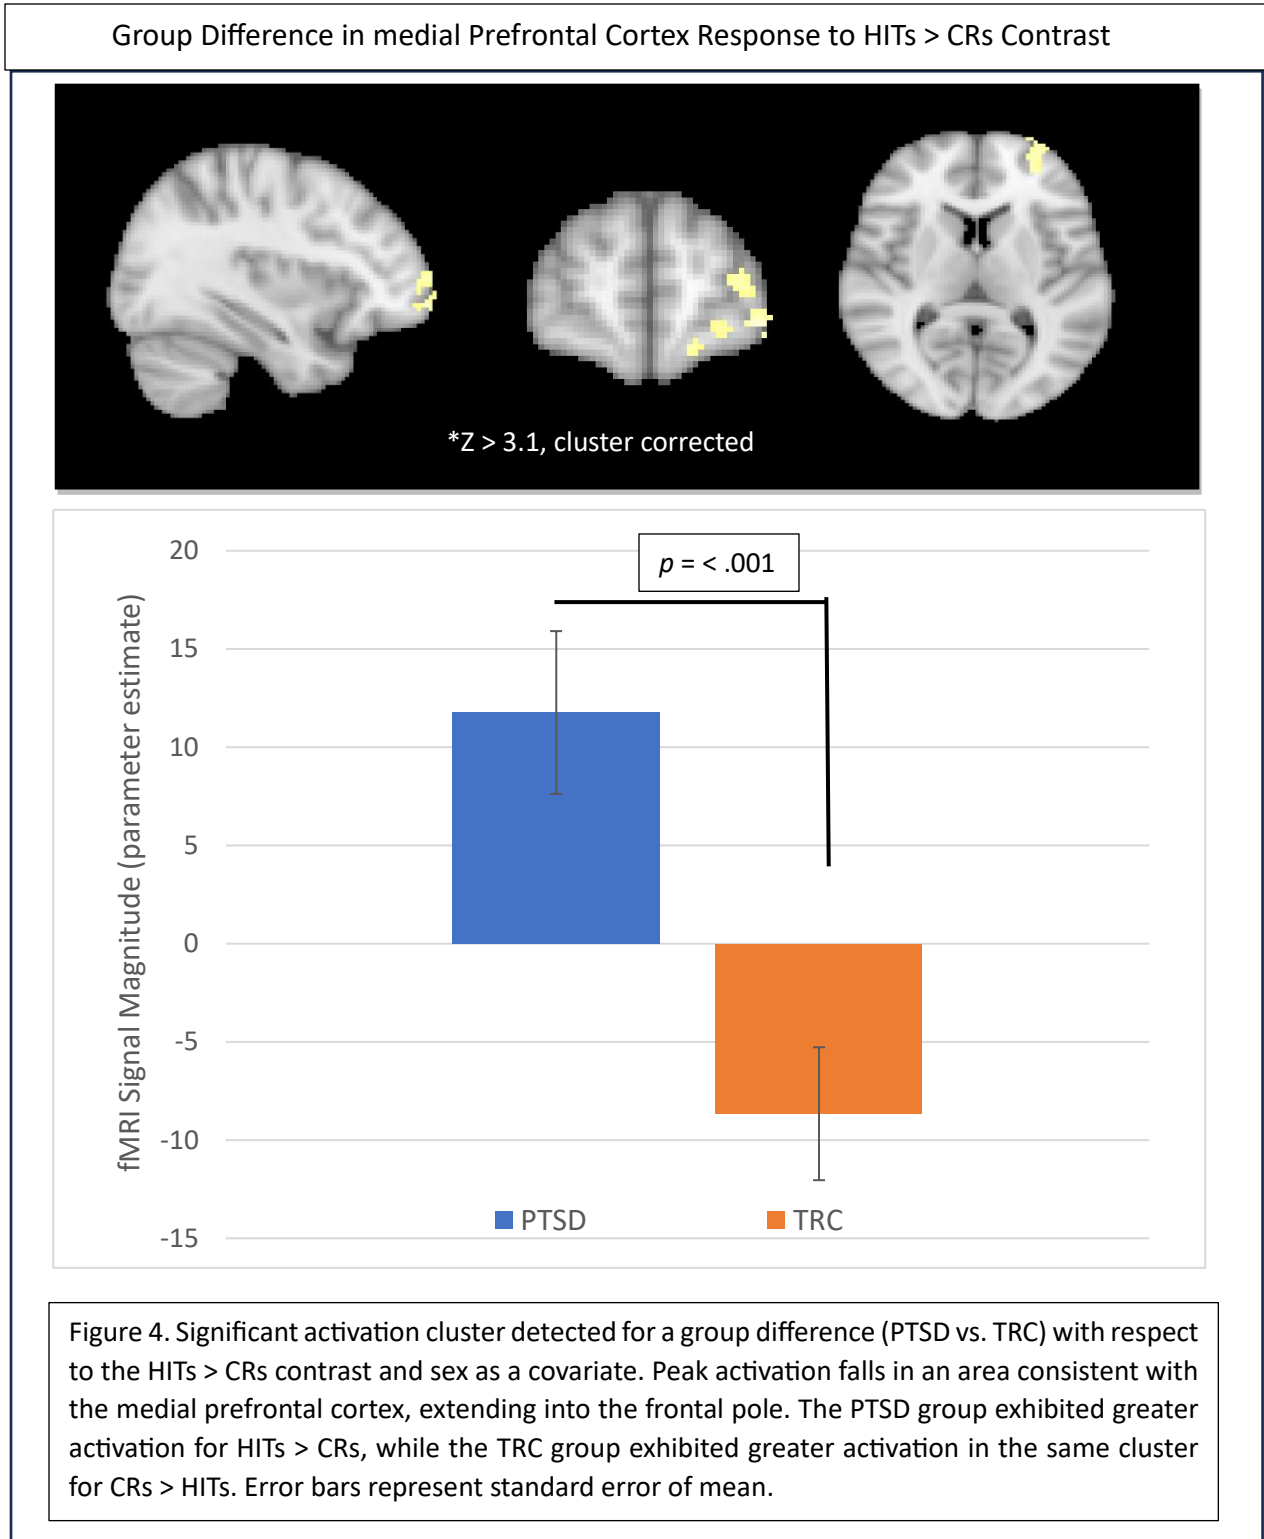 Group Difference in medial Prefrontal Cortex Response to HITs > CRs Contrast
*Z > 3.1, cluster corrected
20
p = < .001
15
10
5
0
-5
-10
-15
fMRI Signal Magnitude (parameter estimate)
PTSD
TRC
Figure 4. Significant activation cluster detected for a group difference (PTSD vs. TRC) with respect
to the HITs > CRs contrast and sex as a covariate. Peak activation falls in an area consistent with
the medial prefrontal cortex, extending into the frontal pole. The PTSD group exhibited greater
activation for HITs > CRs, while the TRC group exhibited greater activation in the same cluster
for CRs > HITs. Error bars represent standard error of mean.